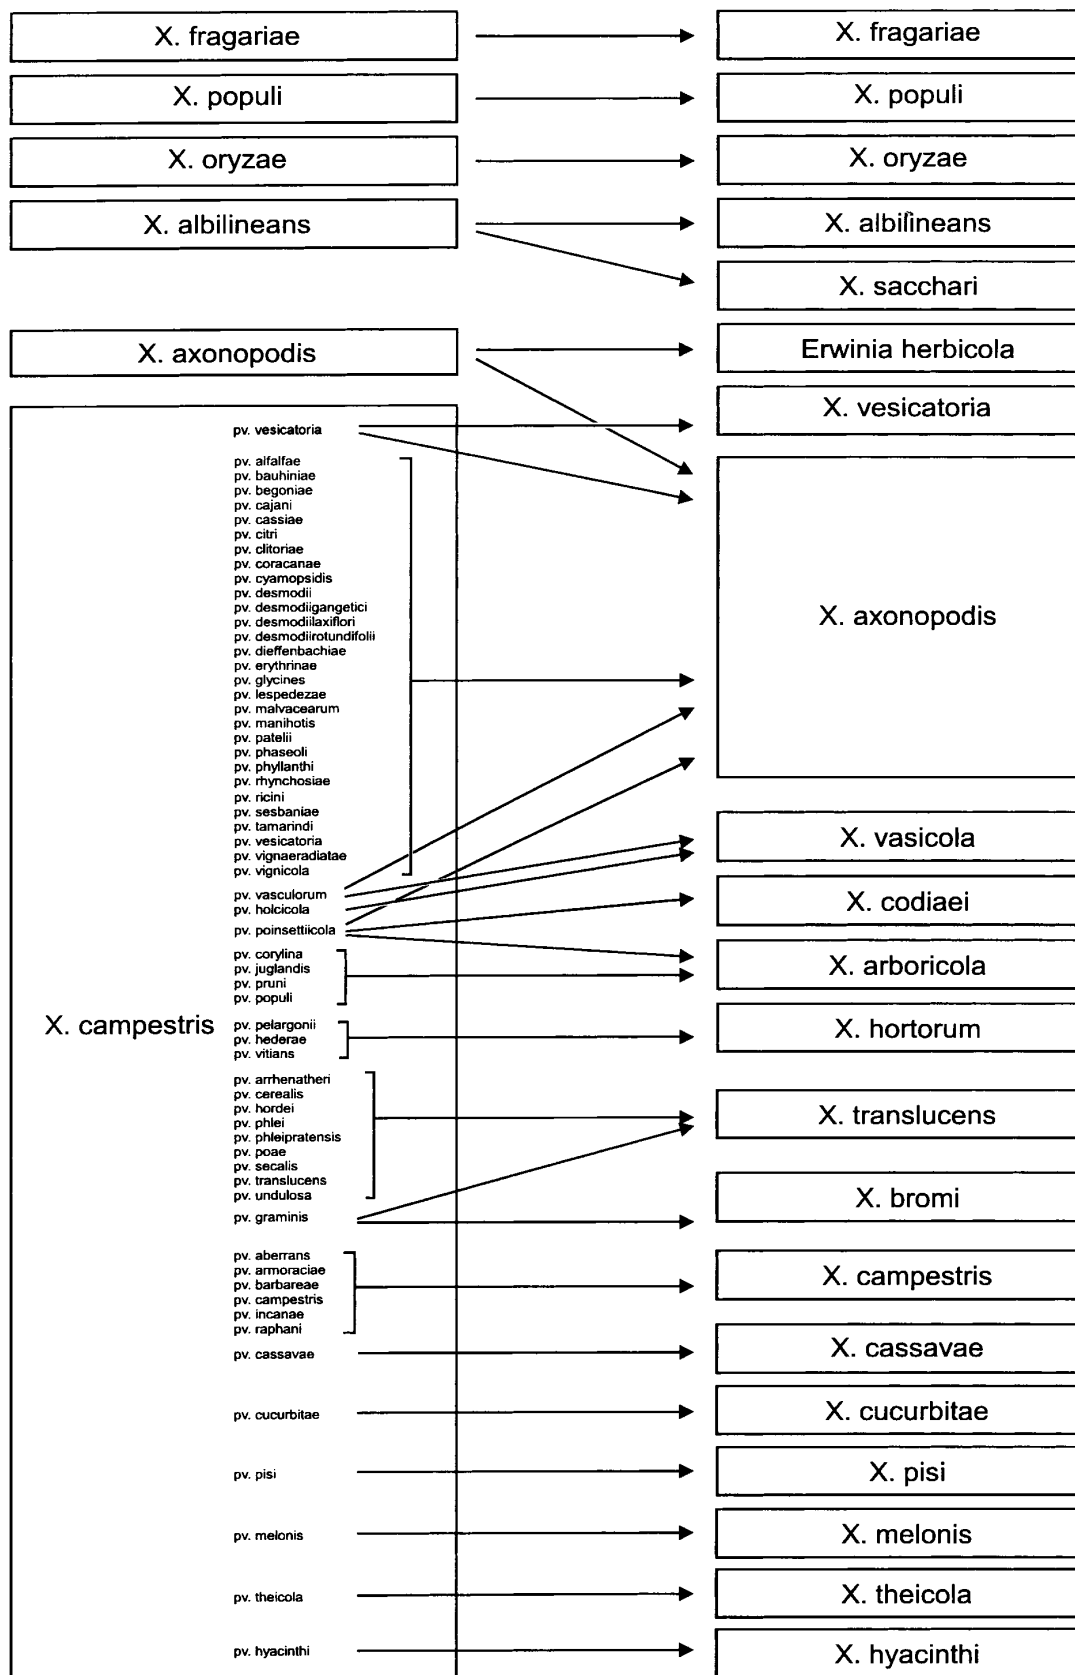 X. fragariae
X. fragariae
X. populi
X. populi
X. oryzae
X. oryzae
X. albilineans
X. albilineans
X. sacchari
X. axonopodis
Erwinia herbicola
X. vesicatoria
pv. vesicatoria
pv. alfalfae
pv. bauhiniae
pv. begoniae
pv. cajani
pv. cassiae
pv. citri
pv. clitoriae
pv. coracanae
pv. cyamopsidis
pv. desmodii
pv. desmodiigangetici
pv. desmodiilaxiflori
pv. desmodiirotundifolii
pv. dieffenbachiae
pv. erythrinae
pv. glycines
pv. lespedezae
pv. malvacearum
pv. manihotis
pv. patelii
pv. phaseoli
pv. phyllanthi
pv. rhynchosiae
pv. ricini
pv. sesbaniae
pv. tamarindi
pv. vesicatoria
pv. vignaeradiatae
pv. vignicola
X. axonopodis
pv. vasculorum
pv. holcicola
pv. poinsettiicola
X. vasicola
X. codiaei
pv. corylina
pv. juglandis
pv. pruni
pv. populi
X. arboricola
X. campestris
pv. pelargonii
pv. hederae
pv. vitians
X. hortorum
pv. arrhenatheri
pv. cerealis
pv. hordei
pv. phlei
pv. phleipratensis
pv. poae
pv. secalis
pv. translucens
pv. undulosa
X. translucens
pv. graminis
X. bromi
pv. aberrans
pv. armoraciae
pv. barbareae
pv. campestris
pv. incanae
pv. raphani
X. campestris
pv. cassavae
X. cassavae
pv. cucurbitae
X. cucurbitae
pv. pisi
X. pisi
pv. melonis
X. melonis
pv. theicola
X. theicola
pv. hyacinthi
X. hyacinthi